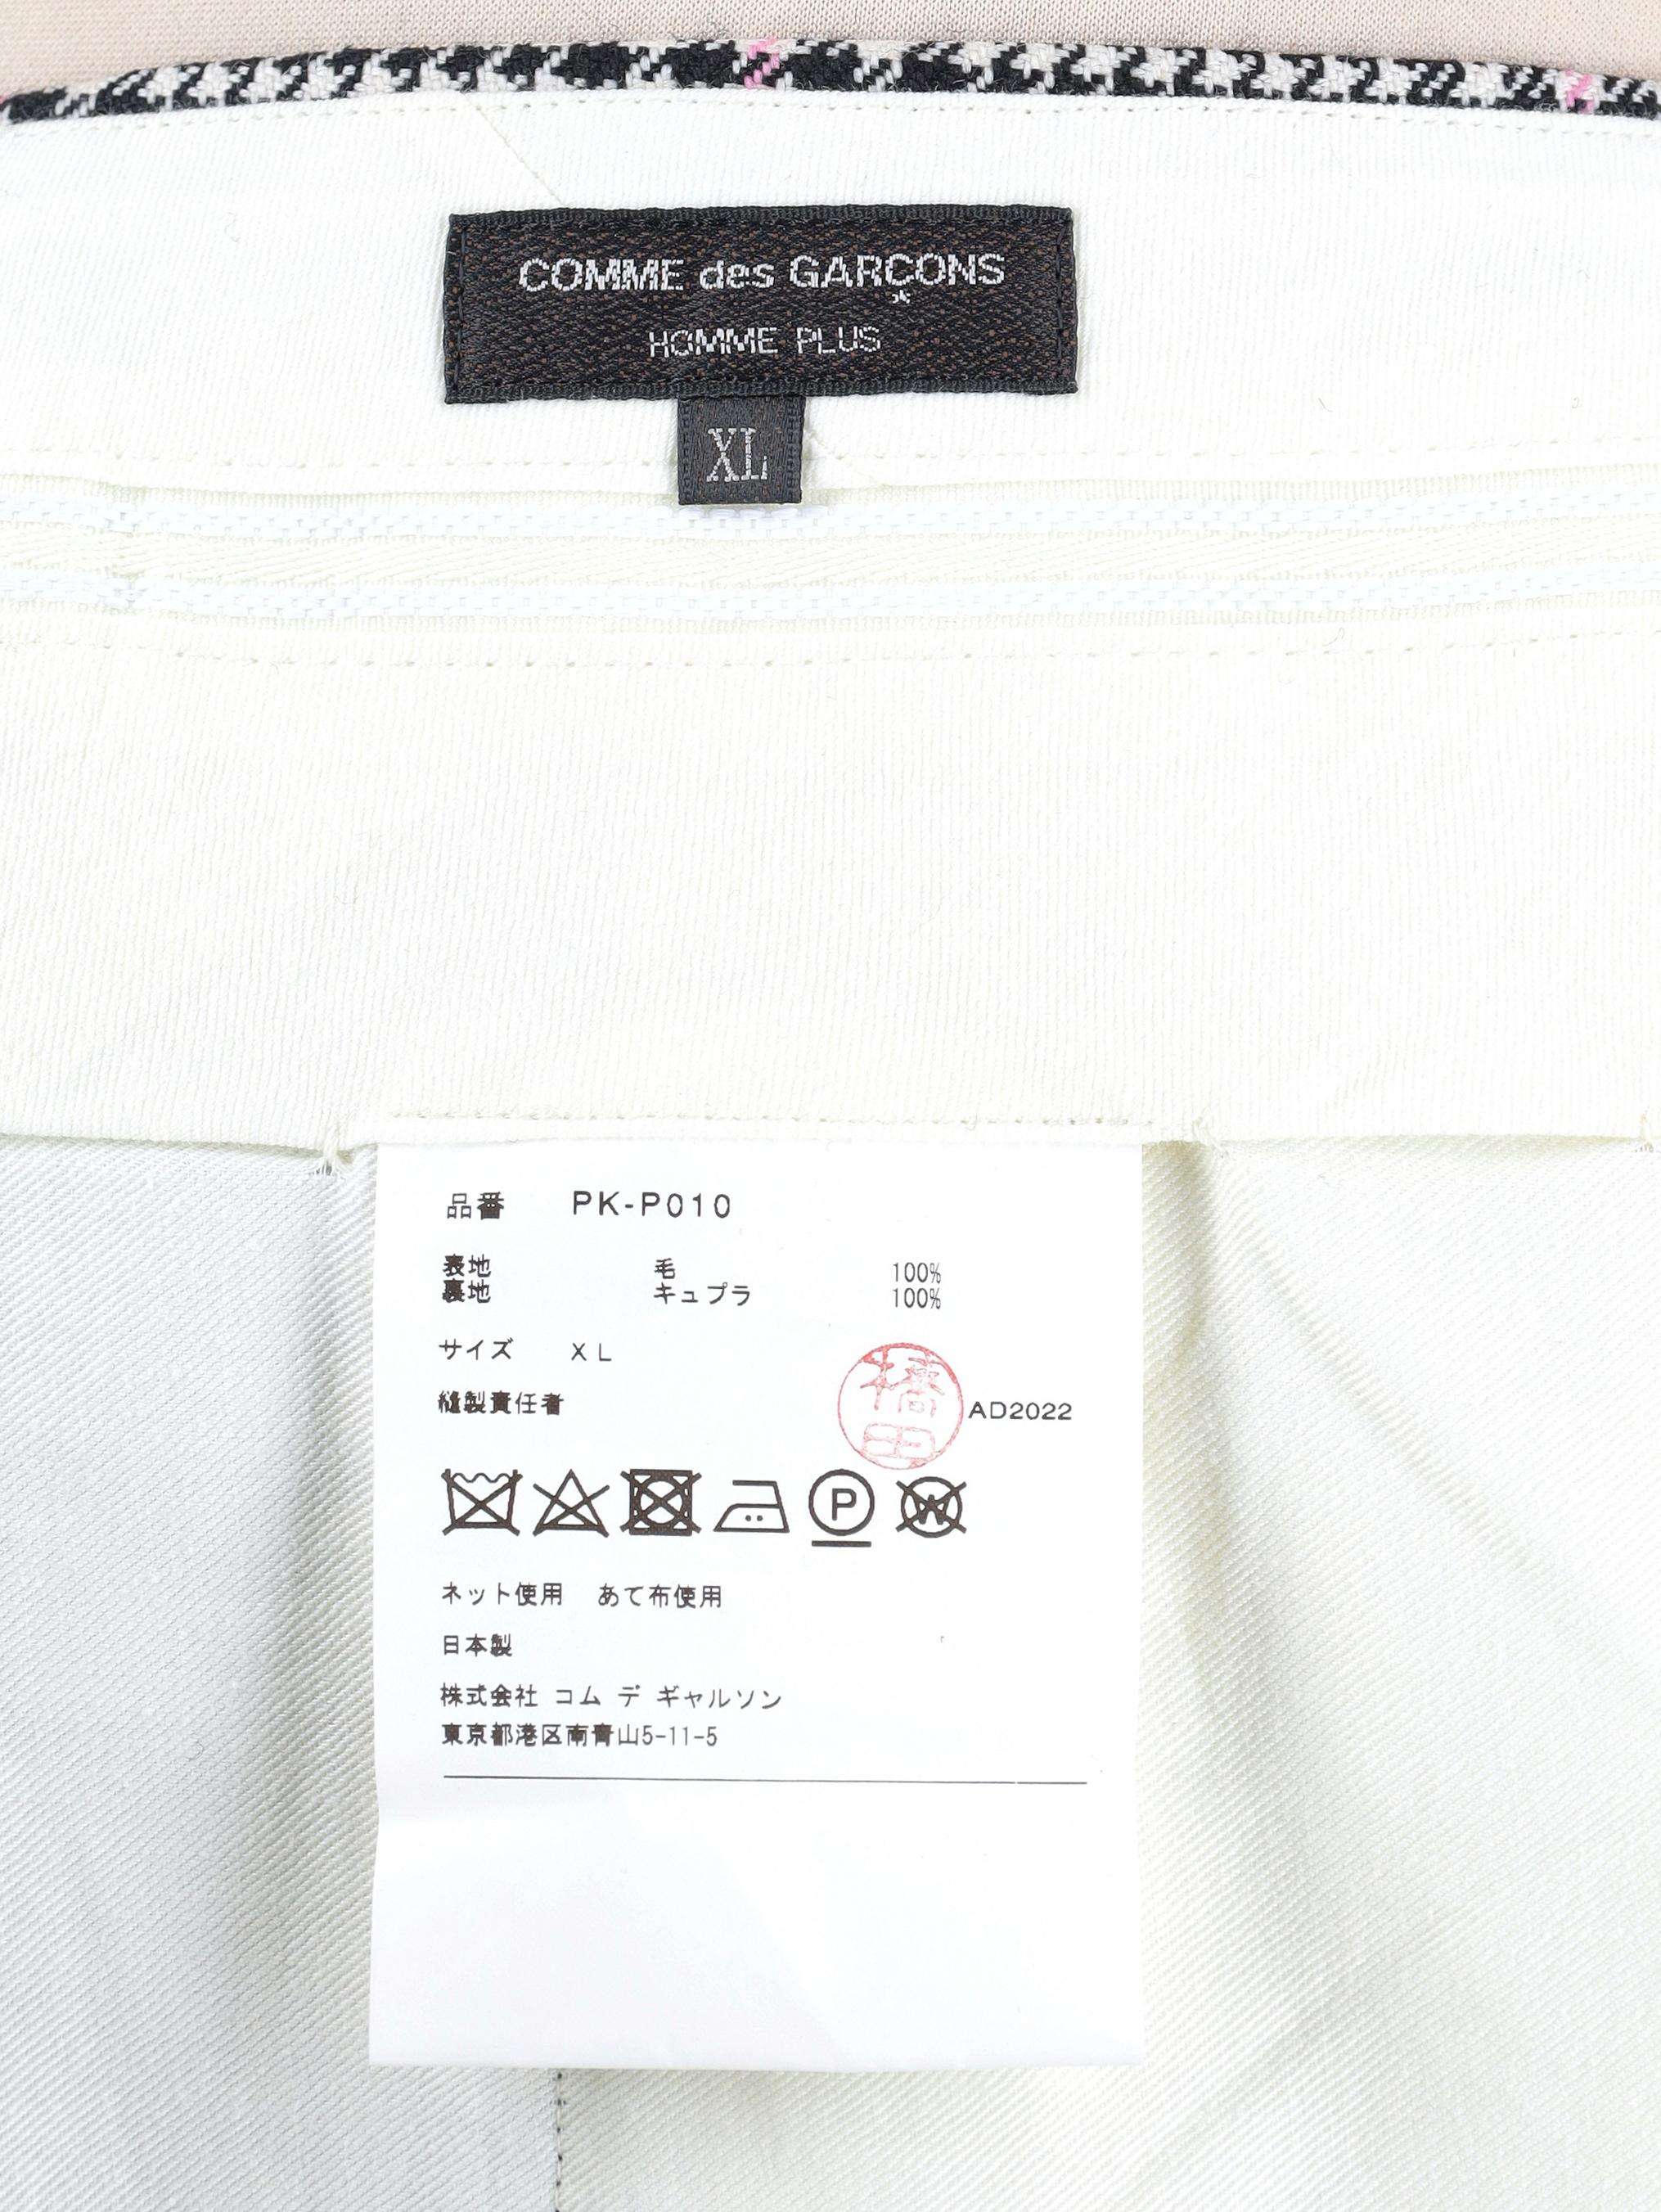 COMME des GARÇONS
HOMME PLUS
XL
品番 PK-P010
表地 毛 100%
裏地 キュプラ 100%
サイズ XL
縫製責任者 橋田 AD2022
P W
ネット使用 あて布使用
日本製
株式会社 コム デ ギャルソン
東京都港区南青山5-11-5